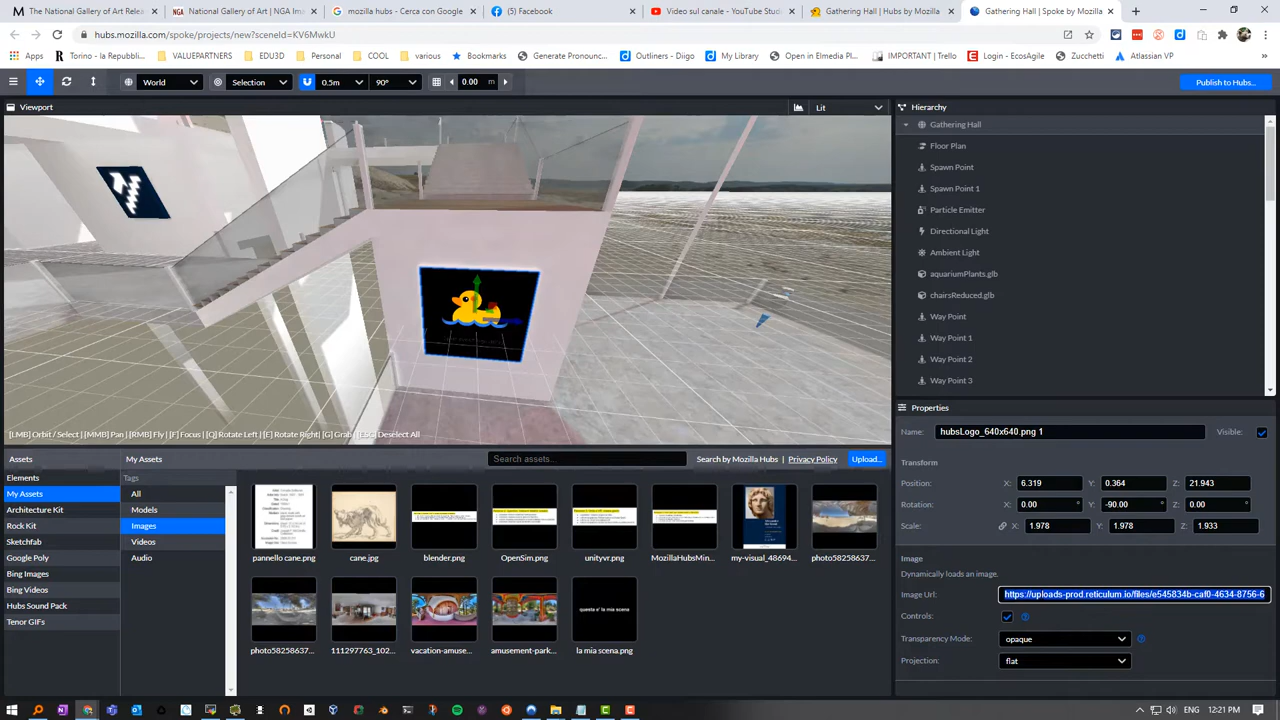 The National Gallery of Art Relea
National Gallery of Art | NGA Ima
mozilla hubs - Cerca con Google
(5) Facebook
Video sul canale - YouTube Studio
Gathering Hall | Hubs by Mozilla
Gathering Hall | Spoke by Mozilla
hubs.mozilla.com/spoke/projects/new?sceneId=KV6MwkU
Apps
Torino - la Repubbli...
VALUEPARTNERS
COOL
PERSONAL
various
Bookmarks
Generate Pronounc...
Outliners - Diigo
My Library
Open in Elmedia Pl...
IMPORTANT | Trello
Login - EcosAgile
Zucchetti
Atlassian VP
World
Selection
0.5m
90°
0.00 m
Publish to Hubs...
Viewport
Lit
Hierarchy
Gathering Hall
Floor Plan
Spawn Point
Spawn Point 1
Particle Emitter
Directional Light
Ambient Light
aquariumPlants.glb
chairsReduced.glb
Way Point
Way Point 1
Way Point 2
Way Point 3
[LMB] Orbit / Select | [MMB] Pan | [RMB] Fly | [F] Focus | [Q] Rotate Left | [E] Rotate Right | [G] Grab | [ESC] Deselect All
Properties
Name: hubsLogo_640x640.png 1 Visible:
Transform
Position: X: 6.319 Y: 0.304 Z: 21.943
Rotation: X: 0.00 Y: -90.00 Z: 0.00
Scale: X: 1.978 Y: 1.978 Z: 1.933
Image
Dynamically loads an image.
Image Url: https://uploads-prod.reticulum.io/files/e545834b-caf0-4634-8756-6
Controls:
Transparency Mode: opaque
Projection: flat
Assets
My Assets
Search assets...
Search by Mozilla Hubs | Privacy Policy
Upload...
Elements
My assets
Architecture Kit
Rock Kit
Sketchfab
Google Poly
Bing Images
Bing Videos
Hubs Sound Pack
Tenor GIFs
Tags
All
Models
Images
Videos
Audio
pannello cane.png
cane.jpg
blender.png
OpenSim.png
unityvr.png
MozillaHubsMin...
my-visual_48694...
photo58258637...
questa e' la mia scena
photo58258637...
111297763_102...
vacation-amuse...
amusement-park...
la mia scena.png
ENG
12:21 PM